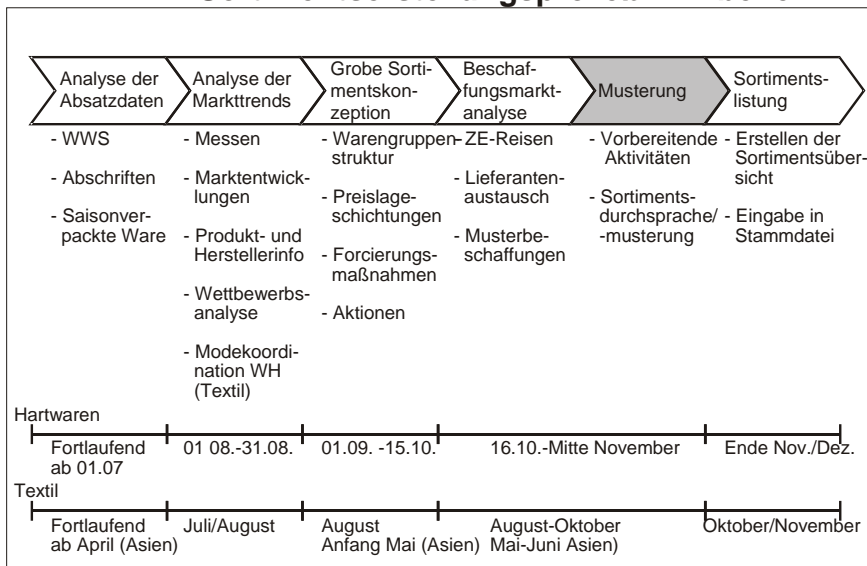 Analyse der
Absatzdaten
Analyse der
Markttrends
Grobe Sorti-
mentskon-
zeption
Beschaf-
fungsmarkt-
analyse
Musterung
Sortiments-
listung
- WWS
- Abschriften
- Saisonver-
packte Ware
- Messen
- Marktentwick-
lungen
- Produkt- und
Herstellerinfo
- Wettbewerbs-
analyse
- Modekoordi-
nation WH
(Textil)
- Warengruppen-
struktur
- Preislage-
schichtungen
- Forcierungs-
maßnahmen
- Aktionen
- ZE-Reisen
- Lieferanten-
austausch
- Musterbe-
schaffungen
- Vorbereitende
Aktivitäten
- Sortiments-
durchsprache/
-musterung
- Erstellen der
Sortimentsüber-
sicht
- Eingabe in
Stammdatei
Hartwaren
Fortlaufend
ab 01.07
01 08.-31.08.
01.09. -15.10.
16.10.-Mitte November
Ende Nov./Dez.
Textil
Fortlaufend
ab April (Asien)
Juli/August
August
Anfang Mai (Asien)
August-Oktober
Mai-Juni Asien)
Oktober/November